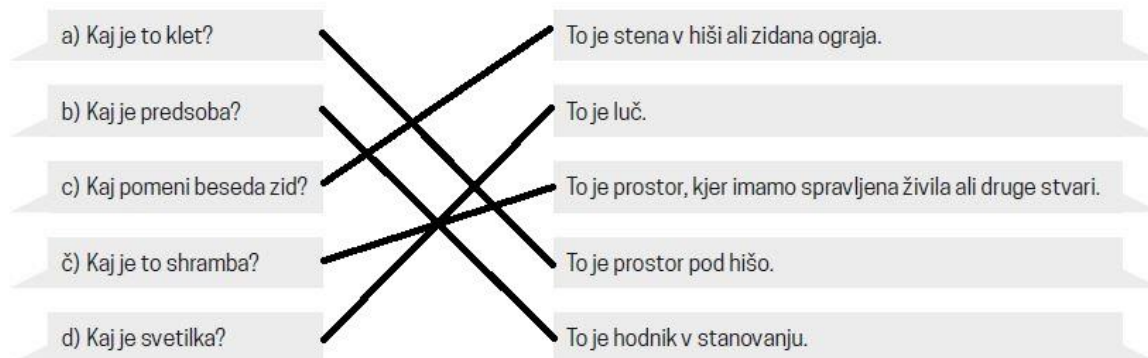 a) Kaj je to klet?
To je stena v hiši ali zidana ograja.
b) Kaj je predsoba?
To je luč.
c) Kaj pomeni beseda zid?
To je prostor, kjer imamo spravljena živila ali druge stvari.
č) Kaj je to shramba?
To je prostor pod hišo.
d) Kaj je svetilka?
To je hodnik v stanovanju.